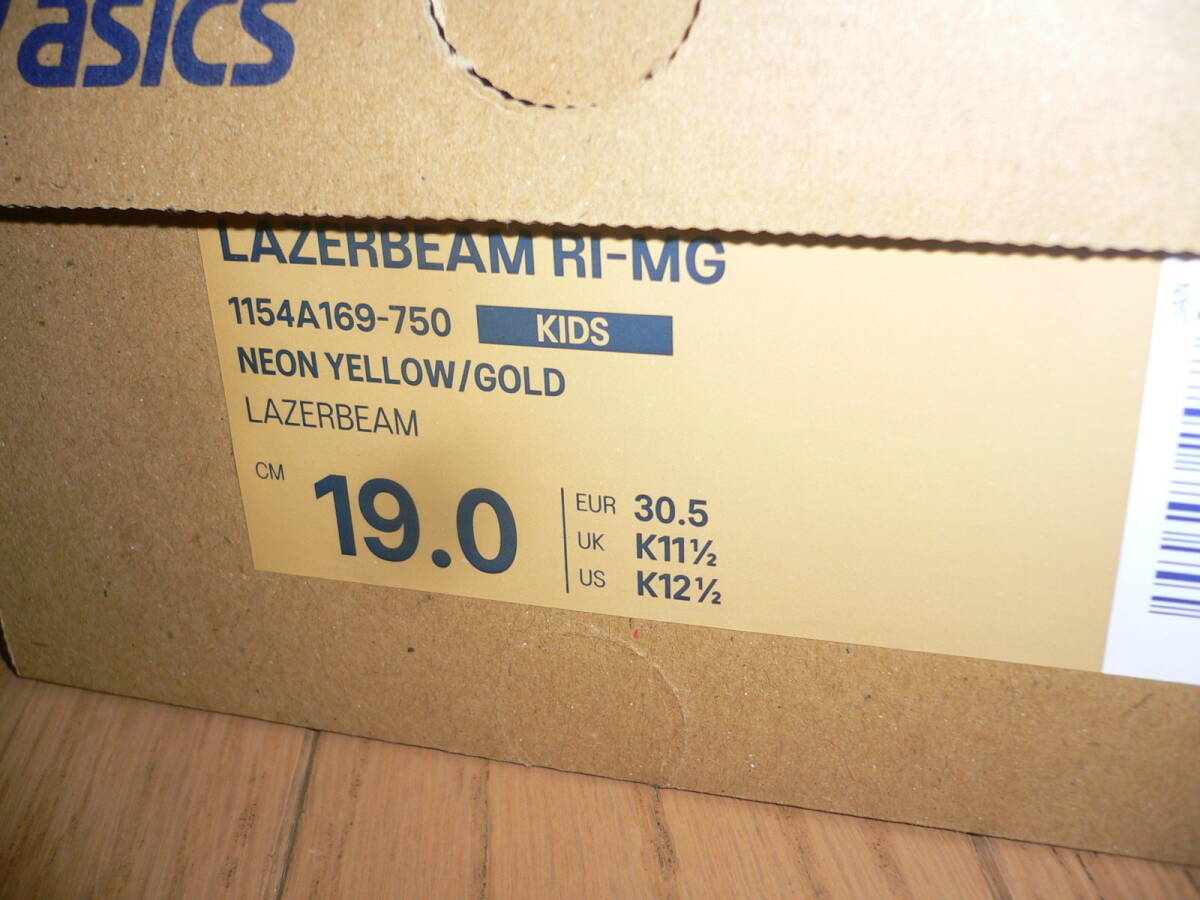 asics
LAZERBEAM RI-MG
1154A169-750 KIDS
NEON YELLOW/GOLD
LAZERBEAM
CM 19.0
EUR 30.5
UK K11½
US K12½
JAN